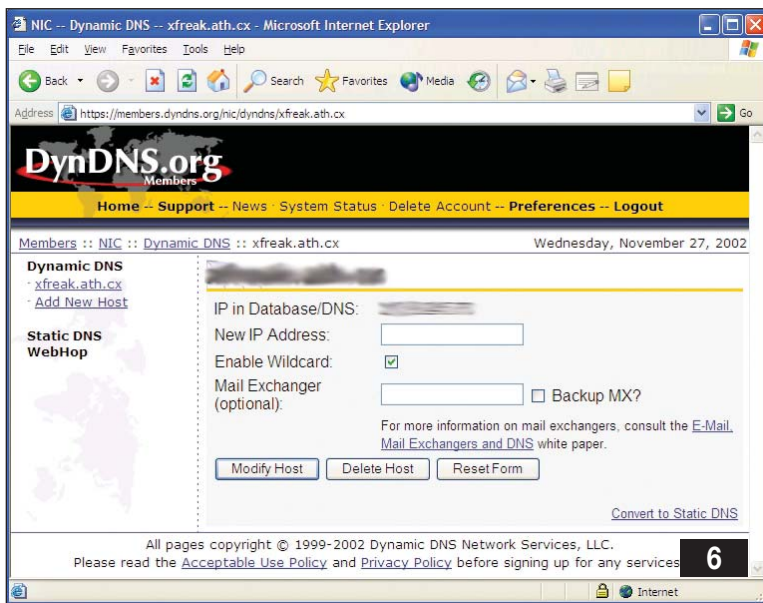 NIC -- Dynamic DNS -- xfreak.ath.cx - Microsoft Internet Explorer
File Edit View Favorites Tools Help
Back Search Favorites Media
Address https://members.dyndns.org/nic/dyndns/xfreak.ath.cx Go
DynDNS.org
Members
Home -- Support -- News · System Status · Delete Account -- Preferences -- Logout
Members :: NIC :: Dynamic DNS :: xfreak.ath.cx Wednesday, November 27, 2002
Dynamic DNS
· xfreak.ath.cx
· Add New Host
Static DNS
WebHop
IP in Database/DNS:
New IP Address:
Enable Wildcard:
Mail Exchanger
(optional):
Backup MX?
For more information on mail exchangers, consult the E-Mail,
Mail Exchangers and DNS white paper.
Modify Host Delete Host Reset Form
Convert to Static DNS
All pages copyright © 1999-2002 Dynamic DNS Network Services, LLC.
Please read the Acceptable Use Policy and Privacy Policy before signing up for any services
6
Internet